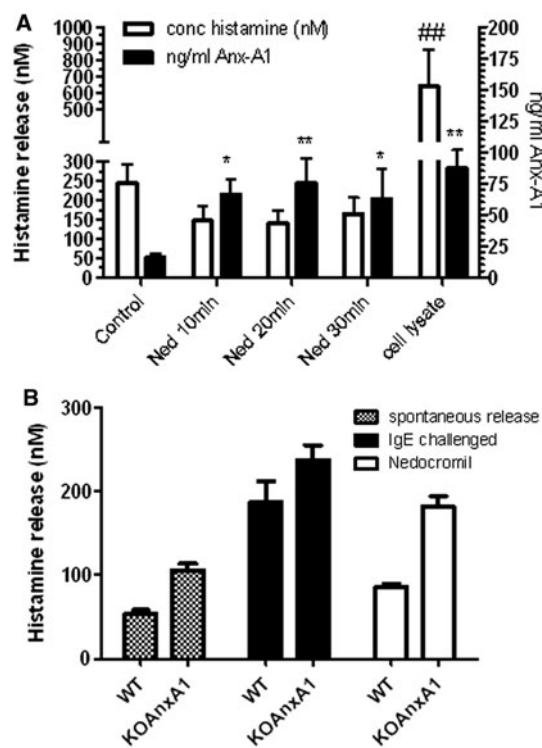 A
conc histamine (nM)
ng/ml Anx-A1
Histamine release (nM)
1000
900
800
700
600
500
300
250
200
150
100
50
0
##
*
**
*
**
200
175
150
125
100
75
50
25
0
ng/ml Anx-A1
Control
Ned 10min
Ned 20min
Ned 30min
cell lysate
B
spontaneous release
IgE challenged
Nedocromil
Histamine release (nM)
300
200
100
0
WT
KOAnxA1
WT
KOAnxA1
WT
KOAnxA1